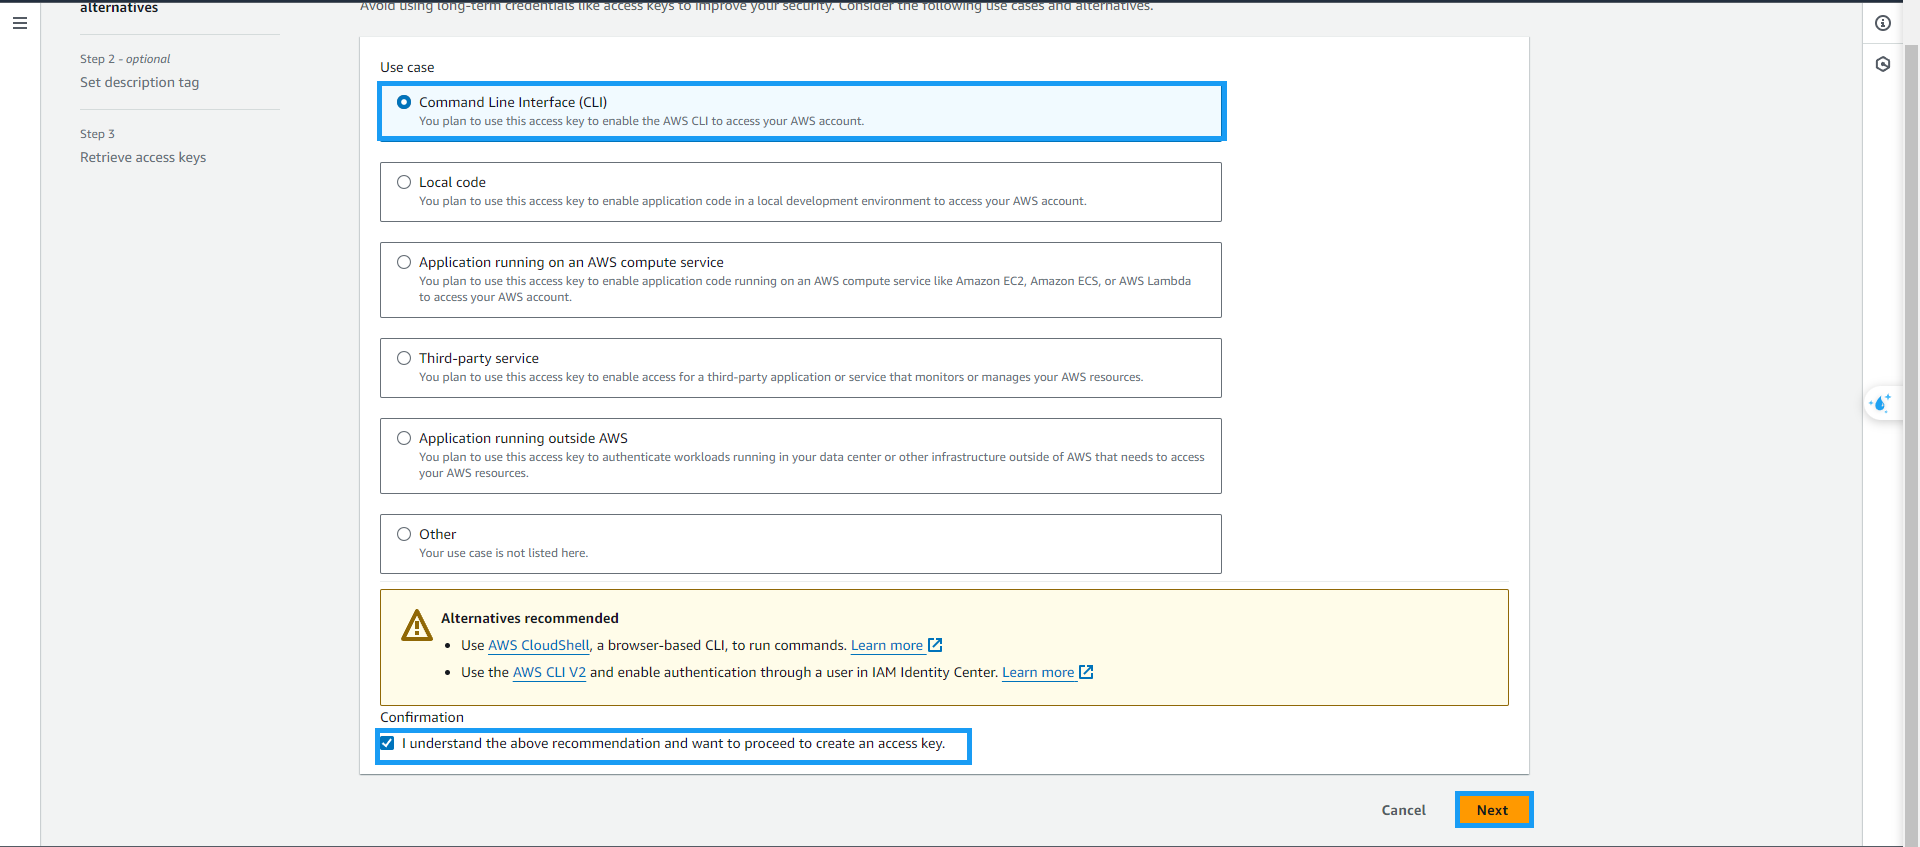 alternatives
Avoid using long-term credentials like access keys to improve your security. Consider the following use cases and alternatives.
Step 2 - optional
Set description tag
Step 3
Retrieve access keys
Use case
Command Line Interface (CLI)
You plan to use this access key to enable the AWS CLI to access your AWS account.
Local code
You plan to use this access key to enable application code in a local development environment to access your AWS account.
Application running on an AWS compute service
You plan to use this access key to enable application code running on an AWS compute service like Amazon EC2, Amazon ECS, or AWS Lambda
to access your AWS account.
Third-party service
You plan to use this access key to enable access for a third-party application or service that monitors or manages your AWS resources.
Application running outside AWS
You plan to use this access key to authenticate workloads running in your data center or other infrastructure outside of AWS that needs to access
your AWS resources.
Other
Your use case is not listed here.
Alternatives recommended
• Use AWS CloudShell, a browser-based CLI, to run commands. Learn more
• Use the AWS CLI V2 and enable authentication through a user in IAM Identity Center. Learn more
Confirmation
I understand the above recommendation and want to proceed to create an access key.
Cancel
Next